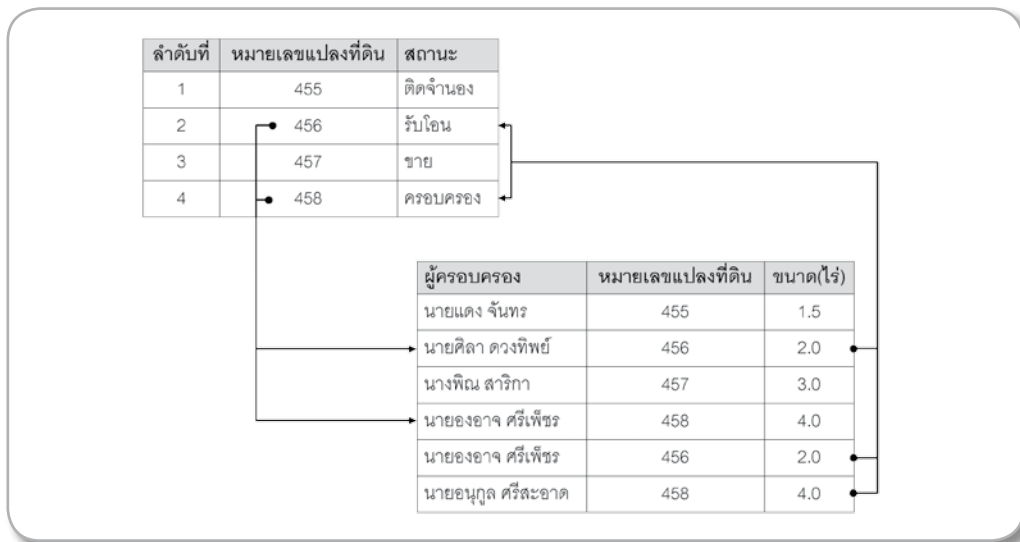 ลำดับที่ หมายเลขแปลงที่ดิน สถานะ
1 455 ติดจำนอง
2 456 รับโอน
3 457 ขาย
4 458 ครอบครอง
ผู้ครอบครอง หมายเลขแปลงที่ดิน ขนาด(ไร่)
นายแดง จันทร 455 1.5
นายศิลา ดวงทิพย์ 456 2.0
นางพิณ สาริกา 457 3.0
นายองอาจ ศรีเพ็ชร 458 4.0
นายองอาจ ศรีเพ็ชร 456 2.0
นายอนุกูล ศรีสะอาด 458 4.0